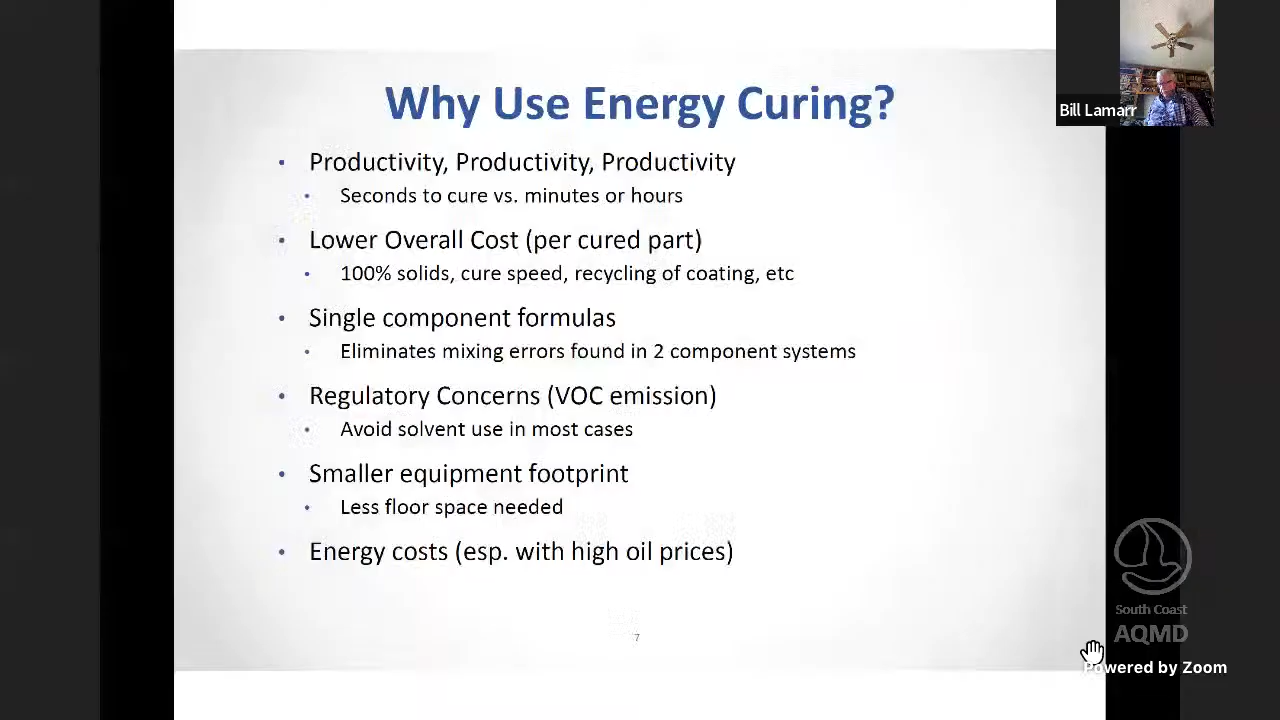 Why Use Energy Curing?
Bill Lamarr
• Productivity, Productivity, Productivity
• Seconds to cure vs. minutes or hours
• Lower Overall Cost (per cured part)
• 100% solids, cure speed, recycling of coating, etc
• Single component formulas
• Eliminates mixing errors found in 2 component systems
• Regulatory Concerns (VOC emission)
• Avoid solvent use in most cases
• Smaller equipment footprint
• Less floor space needed
• Energy costs (esp. with high oil prices)
7
South Coast
AQMD
Powered by Zoom